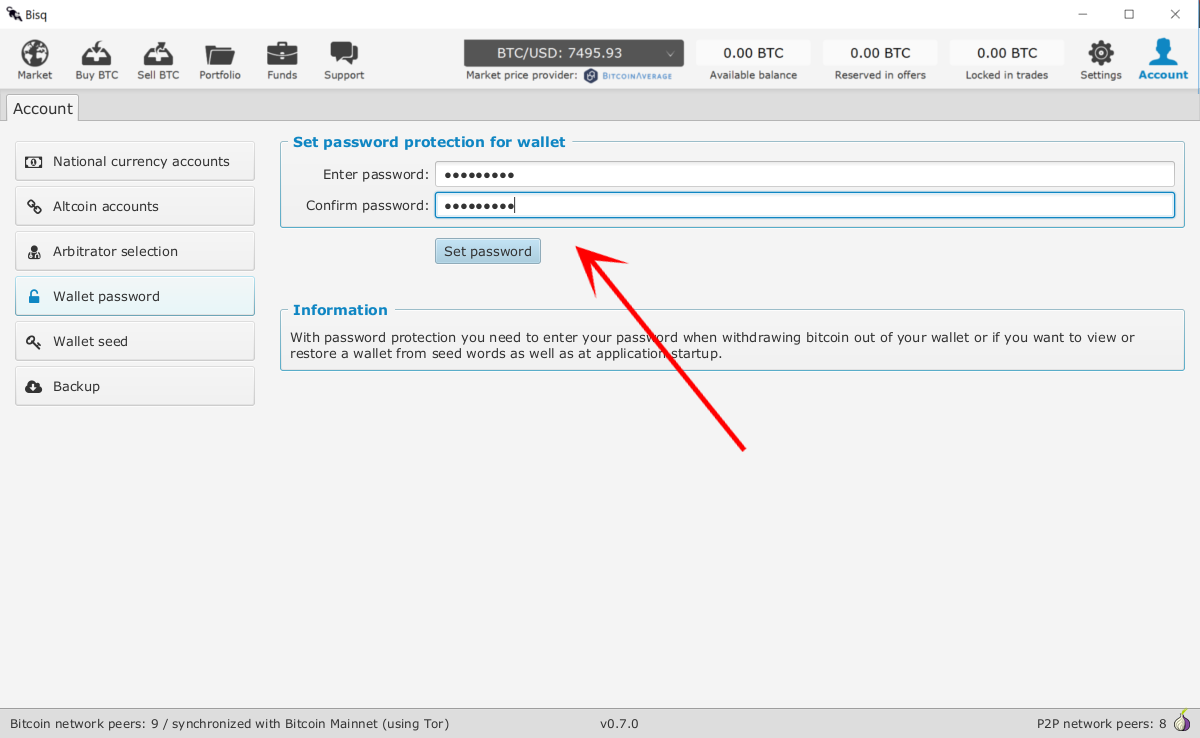 Bisq
BTC/USD: 7495.93
0.00 BTC
0.00 BTC
0.00 BTC
Market
Buy BTC
Sell BTC
Portfolio
Funds
Support
Market price provider: BITCOINAVERAGE
Available balance
Reserved in offers
Locked in trades
Settings
Account
Account
National currency accounts
Altcoin accounts
Arbitrator selection
Wallet password
Wallet seed
Backup
Set password protection for wallet
Enter password: •••••••••
Confirm password: •••••••••
Set password
Information
With password protection you need to enter your password when withdrawing bitcoin out of your wallet or if you want to view or
restore a wallet from seed words as well as at application startup.
Bitcoin network peers: 9 / synchronized with Bitcoin Mainnet (using Tor)
v0.7.0
P2P network peers: 8